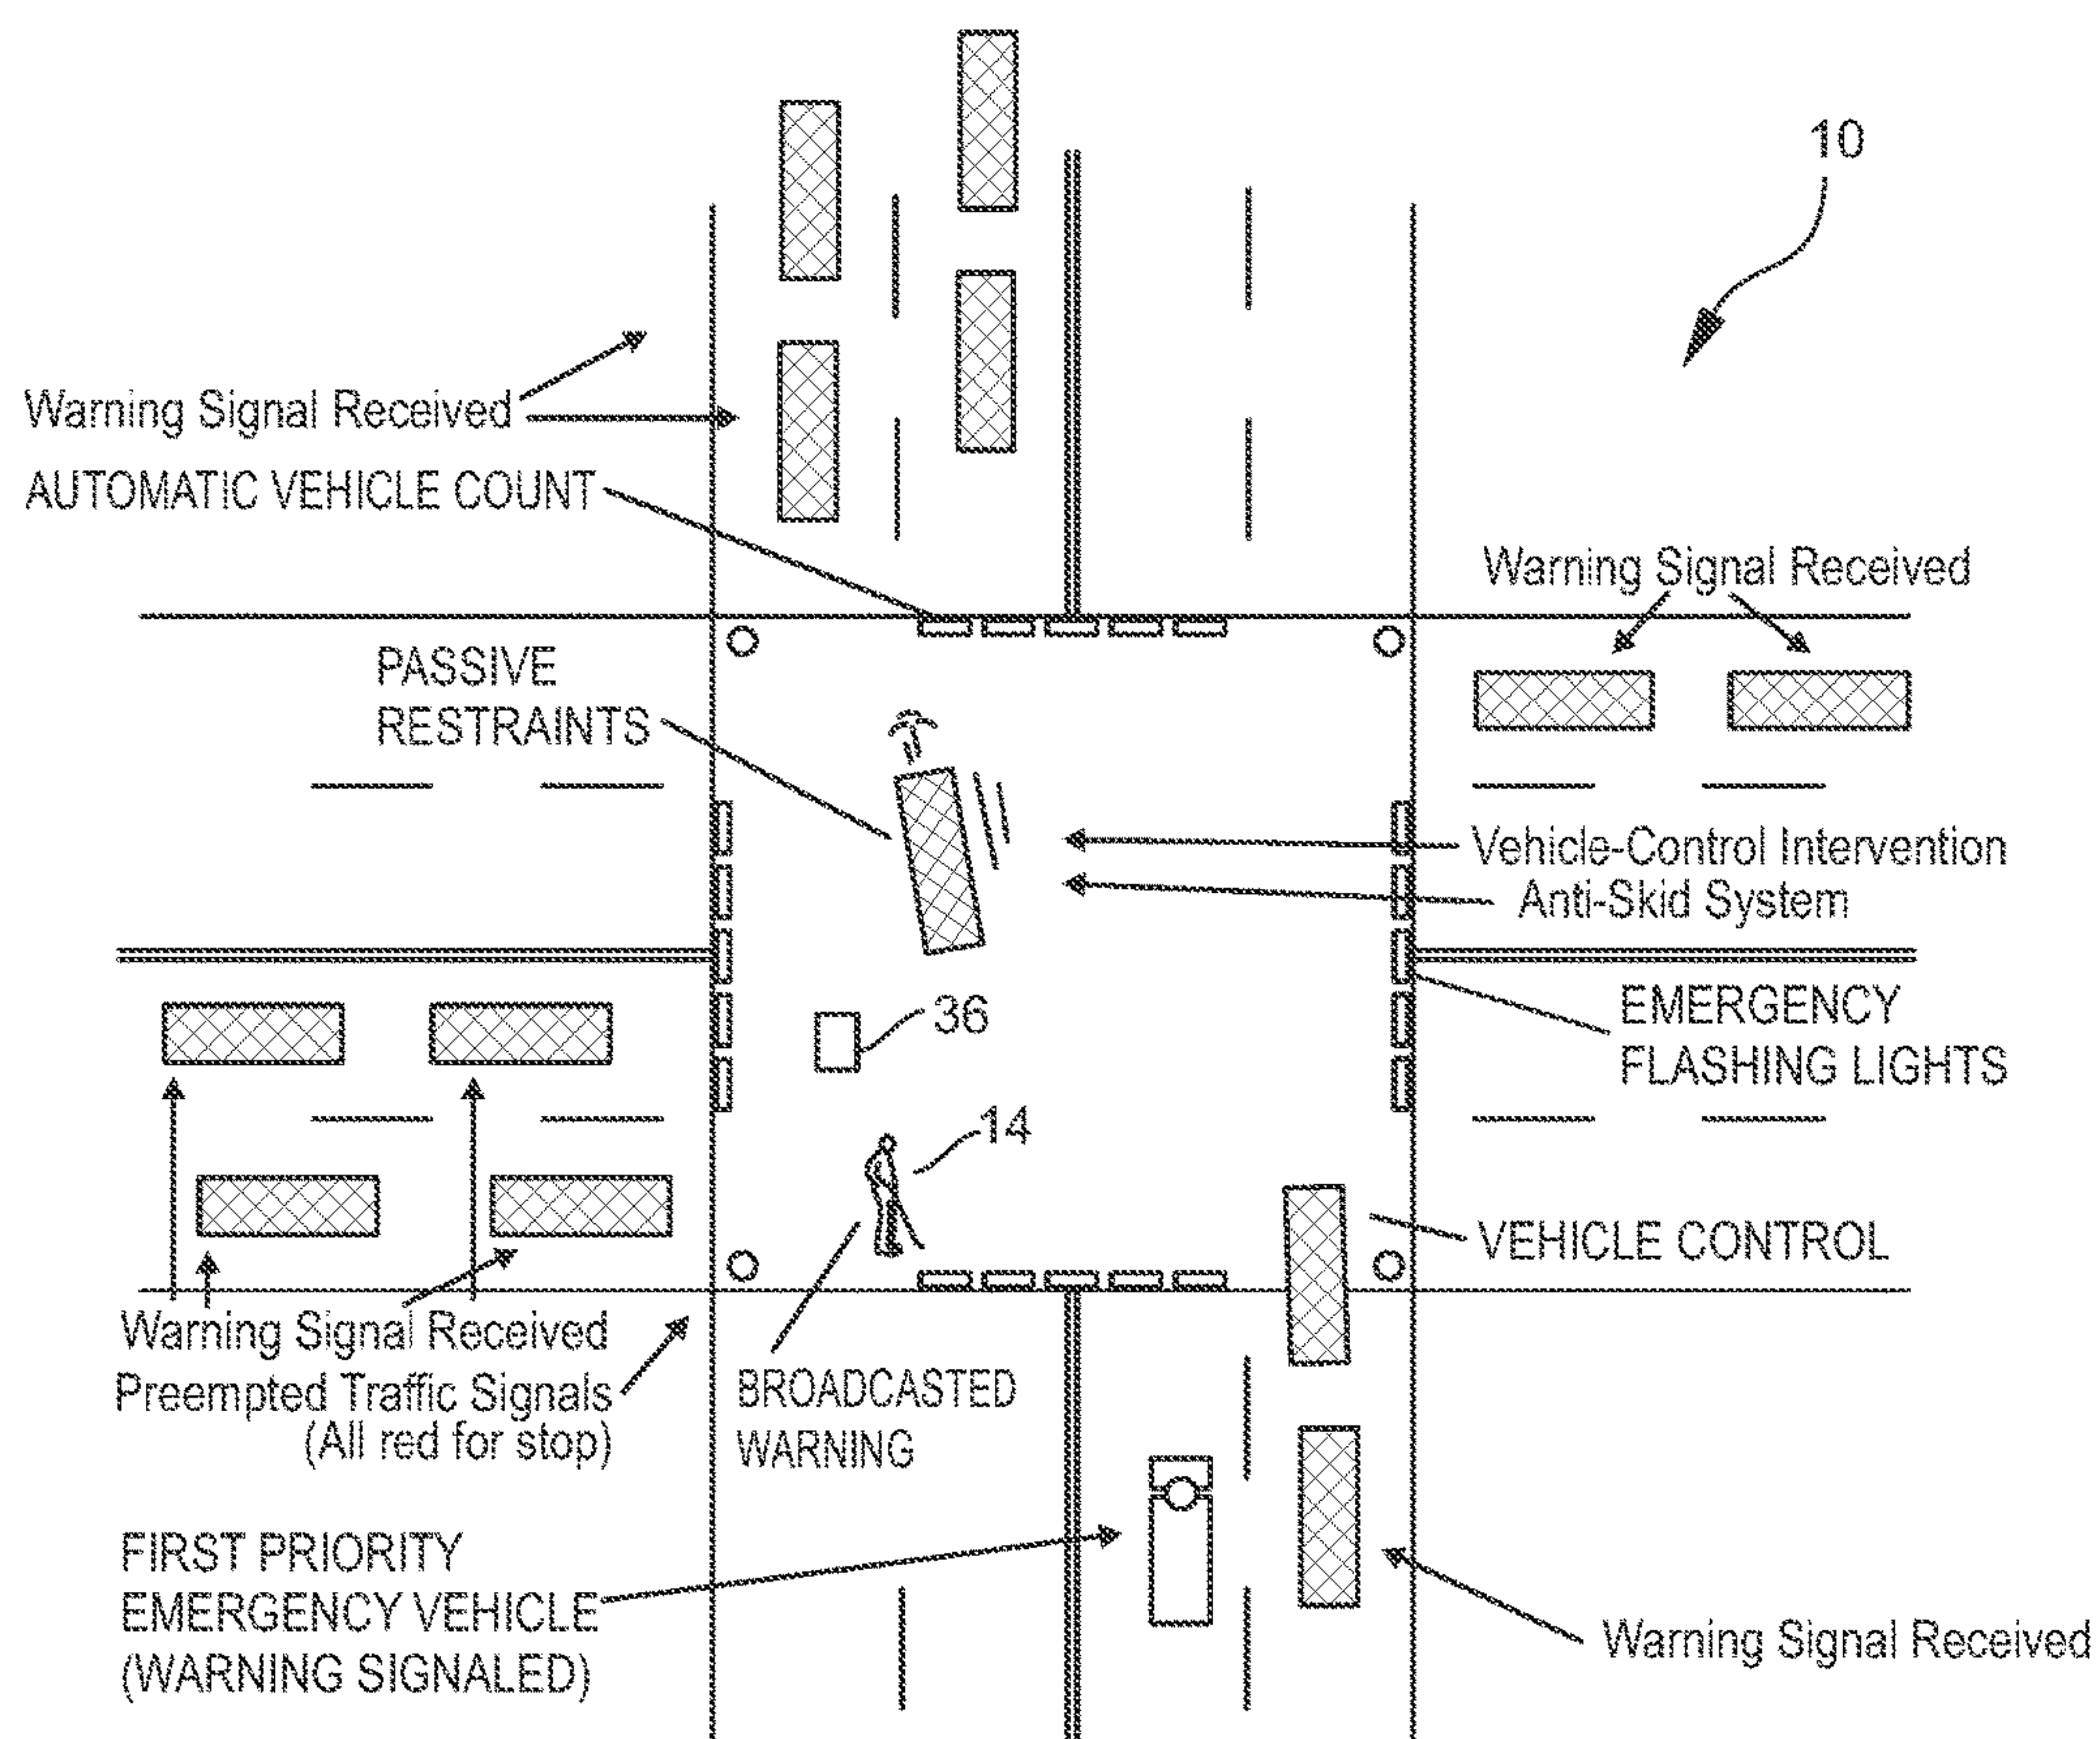 10
Warning Signal Received
AUTOMATIC VEHICLE COUNT
Warning Signal Received
PASSIVE
RESTRAINTS
Vehicle-Control Intervention
Anti-Skid System
36
EMERGENCY
FLASHING LIGHTS
14
VEHICLE CONTROL
Warning Signal Received
Preempted Traffic Signals
(All red for stop)
BROADCASTED
WARNING
FIRST PRIORITY
EMERGENCY VEHICLE
(WARNING SIGNALED)
Warning Signal Received